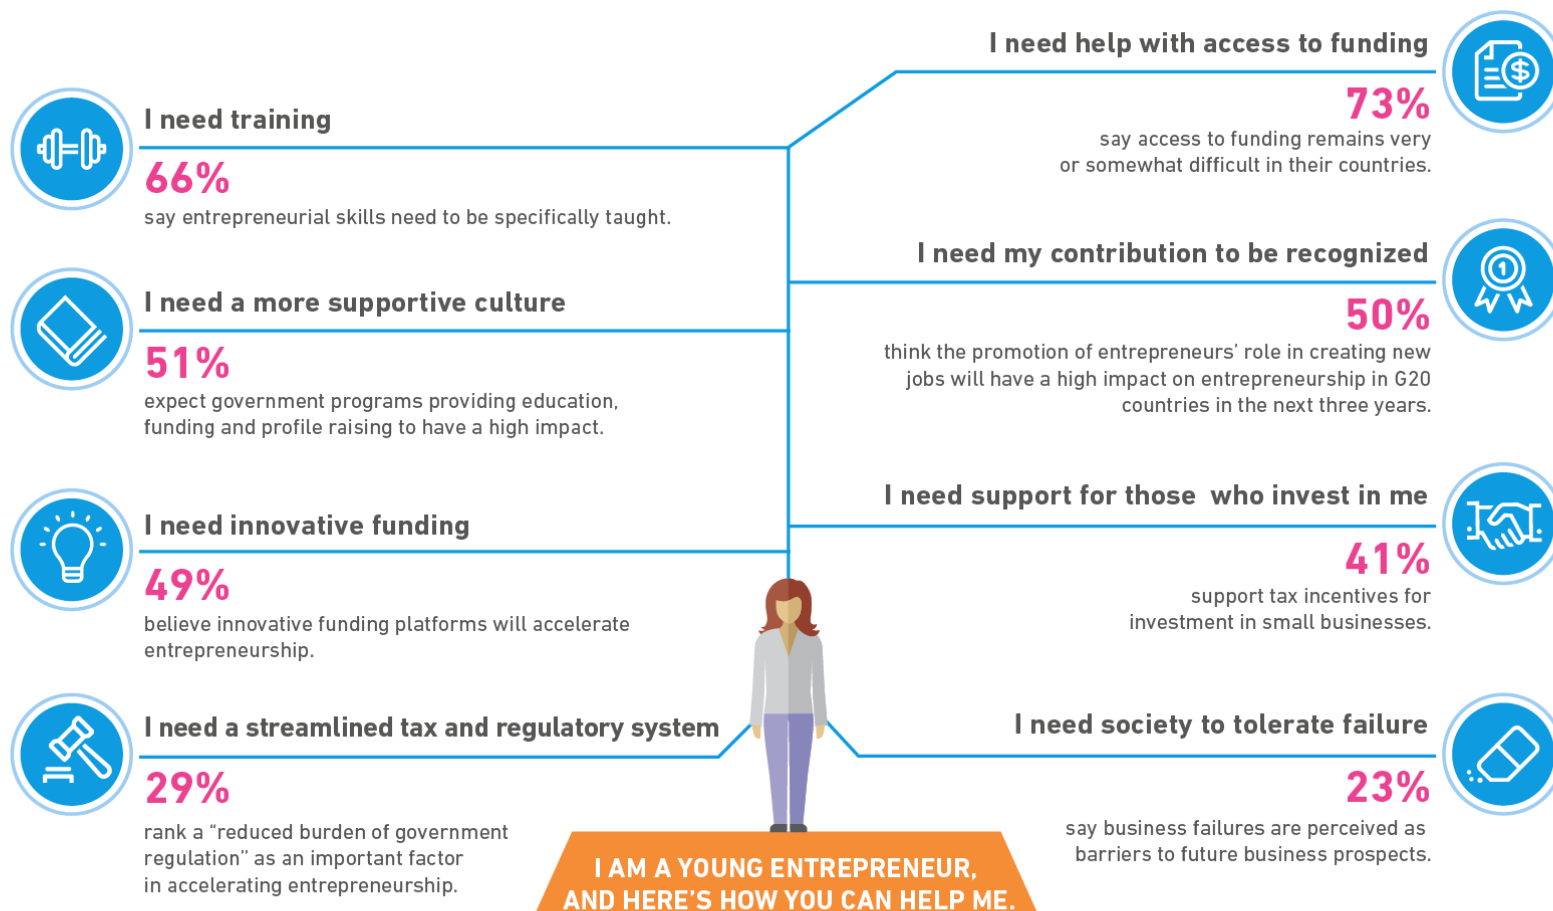 I need help with access to funding
73%
say access to funding remains very
or somewhat difficult in their countries.
I need training
66%
say entrepreneurial skills need to be specifically taught.
I need my contribution to be recognized
50%
think the promotion of entrepreneurs’ role in creating new
jobs will have a high impact on entrepreneurship in G20
countries in the next three years.
I need a more supportive culture
51%
expect government programs providing education,
funding and profile raising to have a high impact.
I need support for those  who invest in me
41%
support tax incentives for
investment in small businesses.
I need innovative funding
49%
believe innovative funding platforms will accelerate
entrepreneurship.
I need a streamlined tax and regulatory system
29%
rank a “reduced burden of government
regulation” as an important factor
in accelerating entrepreneurship.
I need society to tolerate failure
23%
say business failures are perceived as
barriers to future business prospects.
I AM A YOUNG ENTREPRENEUR,
AND HERE’S HOW YOU CAN HELP ME.
$
1